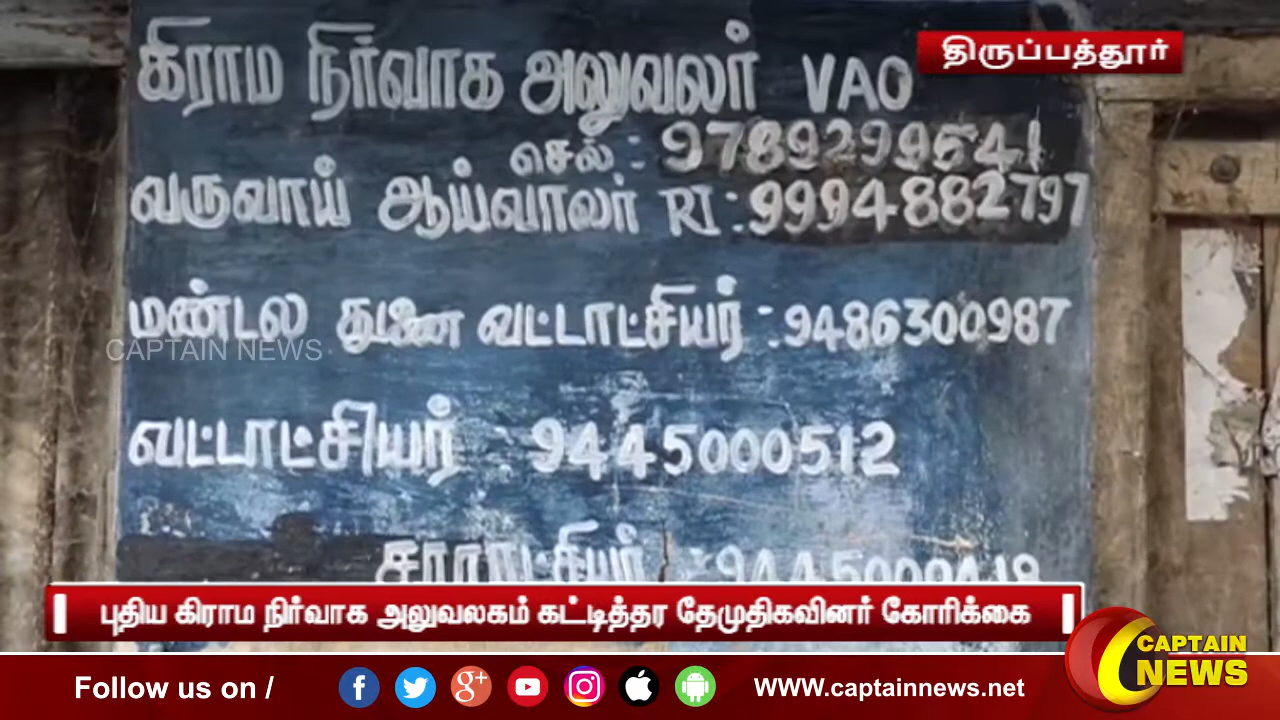 கிராம நிர்வாக அலுவலர் VAO
திருப்பத்தூர்
செல் : 9789299541
வருவாய் ஆய்வாலர் RI : 9994882797
மண்டல துணை வட்டாட்சியர் : 9486300987
CAPTAIN NEWS
வட்டாட்சியர் : 9445000512
புதிய கிராம நிர்வாக அலுவலகம் கட்டித்தர தேமுதிகவினர் கோரிக்கை
CAPTAIN
NEWS
Follow us on / WWW.captainnews.net